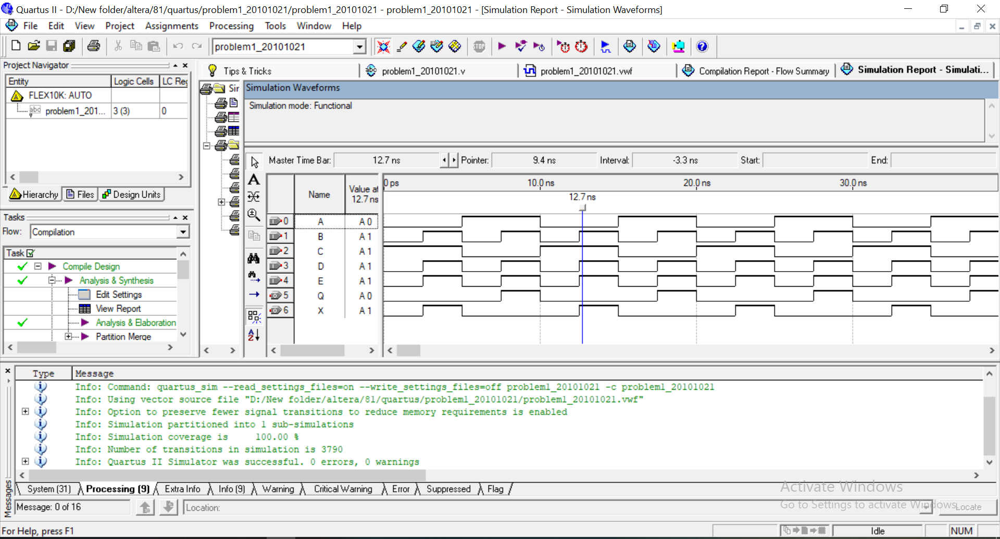 Quartus II - D:/New folder/altera/81/quartus/problem1_20101021/problem1_20101021 - problem1_20101021 - [Simulation Report - Simulation Waveforms]
File Edit View Project Assignments Processing Tools Window Help
problem1_20101021
STOP
Project Navigator
Entity Logic Cells LC Reg
FLEX10K: AUTO
abc problem1_201... 3 (3) 0
Hierarchy Files Design Units
Tasks
Flow: Compilation
Task
Compile Design
Analysis & Synthesis
Edit Settings
View Report
Analysis & Elaboration
Partition Merge
Tips & Tricks
abc problem1_20101021.v
problem1_20101021.vwf
Compilation Report - Flow Summary
Simulation Report - Simulati...
Sir
Simulation Waveforms
Simulation mode: Functional
Master Time Bar: 12.7 ns Pointer: 9.4 ns Interval: -3.3 ns Start: End:
Name Value at 12.7 ns
0 ps 10.0 ns 20.0 ns 30.0 ns
12.7 ns
0 A A 0
1 B A 1
2 C A 1
3 D A 1
4 E A 1
5 Q A 0
6 X A 1
Type Message
Info: Command: quartus_sim --read_settings_files=on --write_settings_files=off problem1_20101021 -c problem1_20101021
Info: Using vector source file "D:/New folder/altera/81/quartus/problem1_20101021/problem1_20101021.vwf"
Info: Option to preserve fewer signal transitions to reduce memory requirements is enabled
Info: Simulation partitioned into 1 sub-simulations
Info: Simulation coverage is 100.00 %
Info: Number of transitions in simulation is 3790
Info: Quartus II Simulator was successful. 0 errors, 0 warnings
System (31) Processing (9) Extra Info Info (9) Warning Critical Warning Error Suppressed Flag
Messages
Message: 0 of 16 Location: Locate
Activate Windows
Go to Settings to activate Windows.
For Help, press F1 Idle NUM